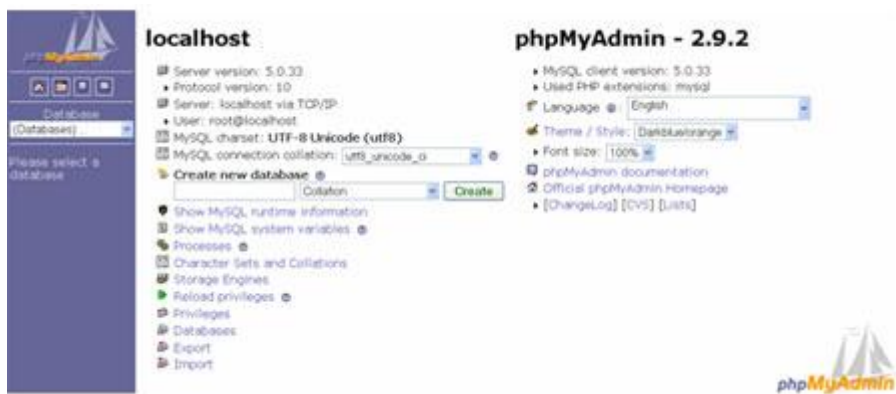 phpMyAdmin
Database
(Databases) ...
Please select a
database
localhost
Server version: 5.0.33
Protocol version: 10
Server: localhost via TCP/IP
User: root@localhost
MySQL charset: UTF-8 Unicode (utf8)
MySQL connection collation: utf8_unicode_ci
Create new database
Collation
Create
Show MySQL runtime information
Show MySQL system variables
Processes
Character Sets and Collations
Storage Engines
Reload privileges
Privileges
Databases
Export
Import
phpMyAdmin - 2.9.2
MySQL client version: 5.0.33
Used PHP extensions: mysql
Language : English
Theme / Style: Darkblue/orange
Font size: 100%
phpMyAdmin documentation
Official phpMyAdmin Homepage
[ChangeLog] [CVS] [Lists]
phpMyAdmin